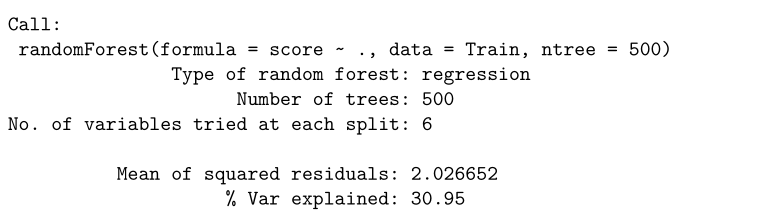 Call:
randomForest(formula = score ~ ., data = Train, ntree = 500)
Type of random forest: regression
Number of trees: 500
No. of variables tried at each split: 6
Mean of squared residuals: 2.026652
% Var explained: 30.95